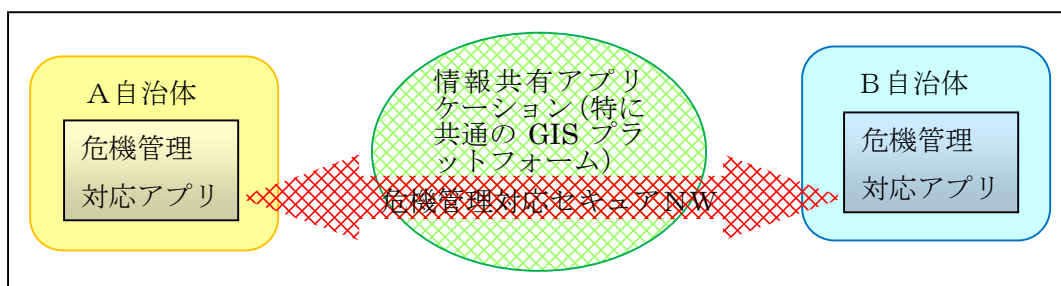 A自治体
危機管理
対応アプリ
情報共有アプリ
ケーション(特に
共通の GIS プラ
ットフォーム)
危機管理対応セキュアNW
B自治体
危機管理
対応アプリ